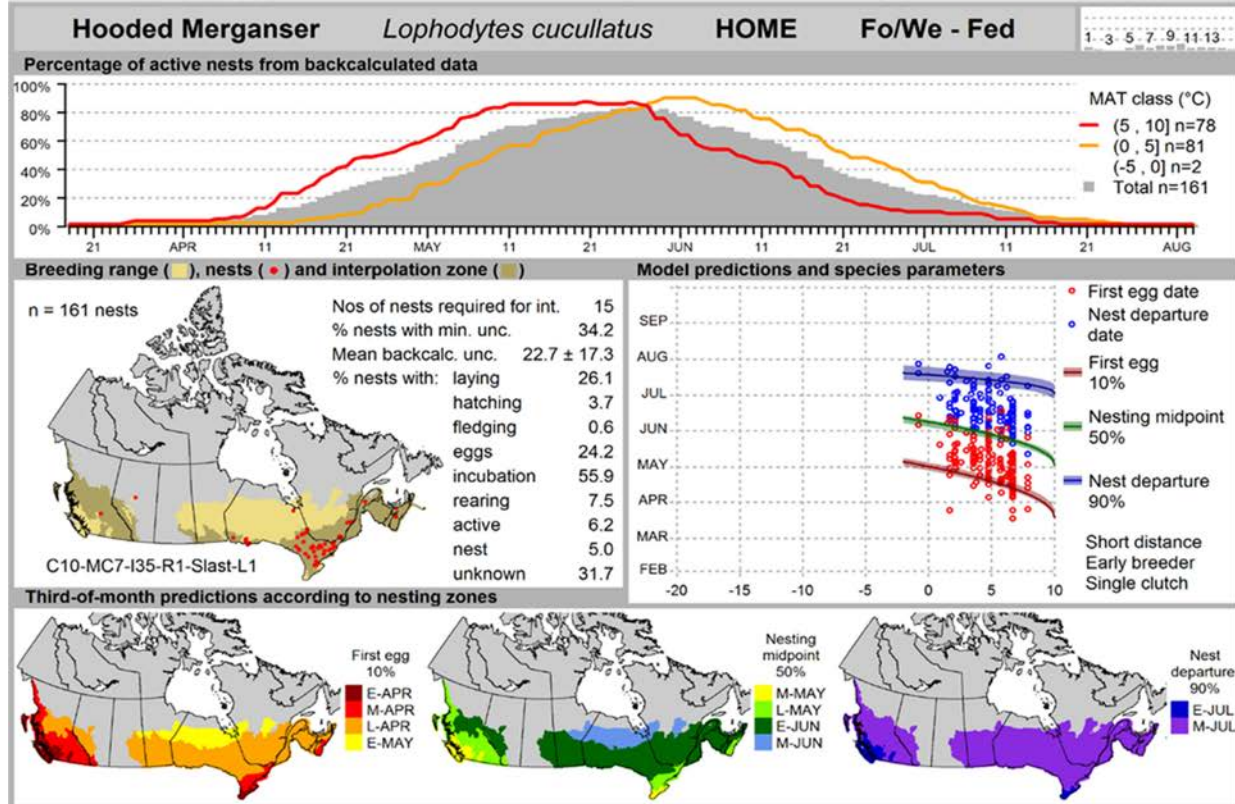 Hooded Merganser Lophodytes cucullatus HOME Fo/We - Fed
1 3 5 7 9 11 13
Percentage of active nests from backcalculated data
100%
80%
60%
40%
20%
0%
21 APR 11 21 MAY 11 21 JUN 11 21 JUL 11 21 AUG
MAT class (°C)
(5 , 10] n=78
(0 , 5] n=81
(-5 , 0] n=2
Total n=161
Breeding range ( ), nests ( ) and interpolation zone ( )
n = 161 nests
Nos of nests required for int. 15
% nests with min. unc. 34.2
Mean backcalc. unc. 22.7 ± 17.3
% nests with: laying 26.1
hatching 3.7
fledging 0.6
eggs 24.2
incubation 55.9
rearing 7.5
active 6.2
nest 5.0
unknown 31.7
C10-MC7-I35-R1-Slast-L1
Model predictions and species parameters
SEP
AUG
JUL
JUN
MAY
APR
MAR
FEB
-20 -15 -10 -5 0 5 10
First egg date
Nest departure
date
First egg
10%
Nesting midpoint
50%
Nest departure
90%
Short distance
Early breeder
Single clutch
Third-of-month predictions according to nesting zones
First egg
10%
E-APR
M-APR
L-APR
E-MAY
Nesting
midpoint
50%
M-MAY
L-MAY
E-JUN
M-JUN
Nest
departure
90%
E-JUL
M-JUL